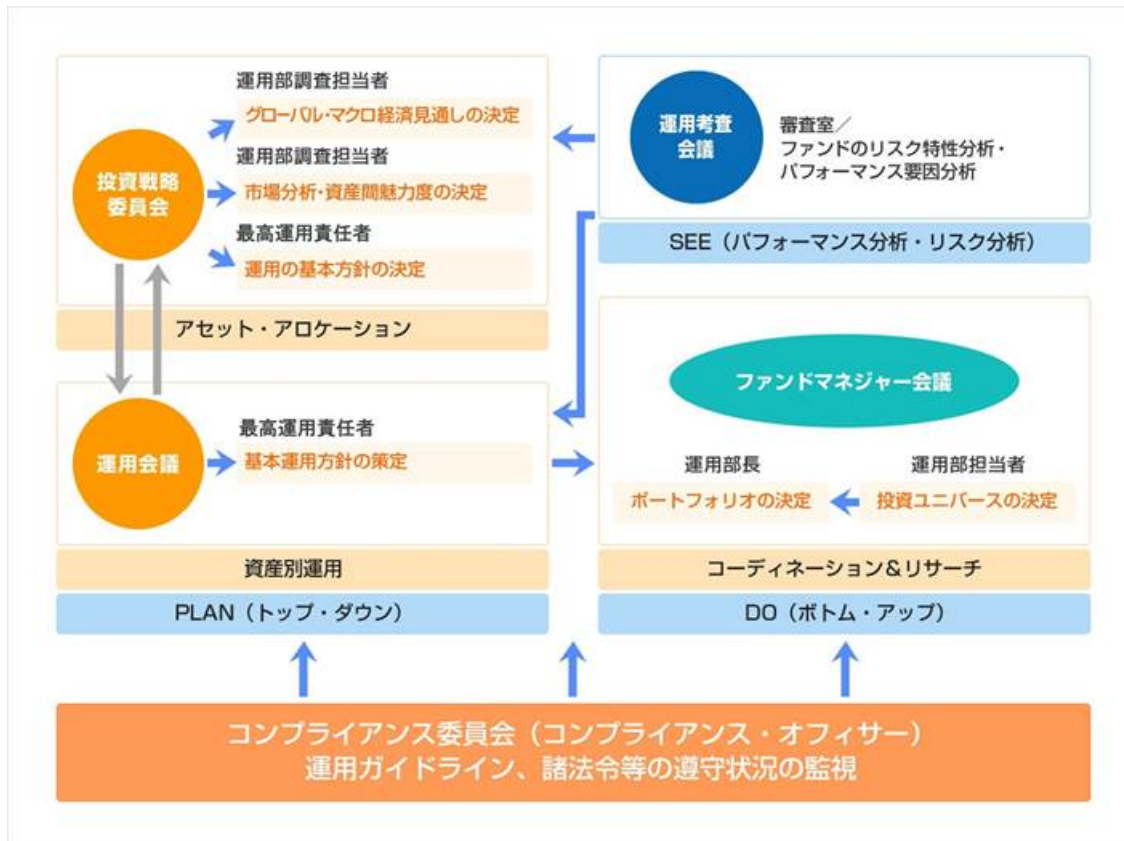 運用部調査担当者
グローバル・マクロ経済見通しの決定
投資戦略
委員会
運用部調査担当者
市場分析・資産間魅力度の決定
最高運用責任者
運用の基本方針の決定
アセット・アロケーション
運用考査
会議
審査室／
ファンドのリスク特性分析・
パフォーマンス要因分析
SEE（パフォーマンス分析・リスク分析）
運用会議
最高運用責任者
基本運用方針の策定
資産別運用
PLAN（トップ・ダウン）
ファンドマネジャー会議
運用部長
ポートフォリオの決定
運用部担当者
投資ユニバースの決定
コーディネーション＆リサーチ
DO（ボトム・アップ）
コンプライアンス委員会（コンプライアンス・オフィサー）
運用ガイドライン、諸法令等の遵守状況の監視